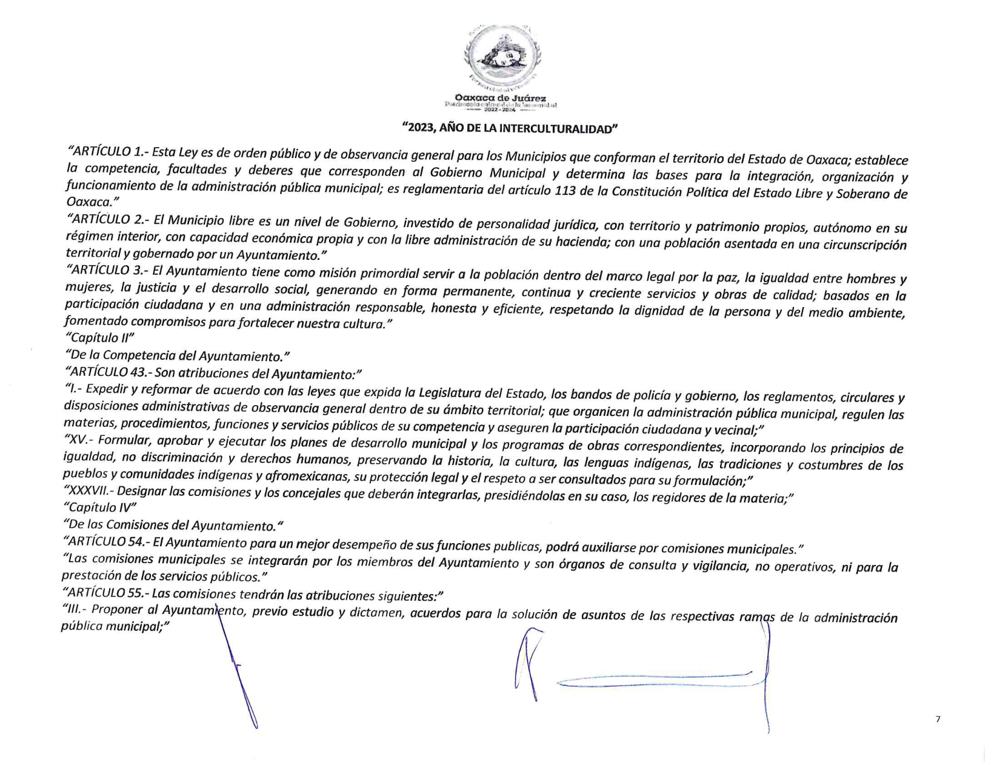 Oaxaca de Juárez
Patrimonio cultural de la humanidad
2022 - 2024
“2023, AÑO DE LA INTERCULTURALIDAD”
“ARTÍCULO 1.- Esta Ley es de orden público y de observancia general para los Municipios que conforman el territorio del Estado de Oaxaca; establece
la competencia, facultades y deberes que corresponden al Gobierno Municipal y determina las bases para la integración, organización y
funcionamiento de la administración pública municipal; es reglamentaria del artículo 113 de la Constitución Política del Estado Libre y Soberano de
Oaxaca.”
“ARTÍCULO 2.- El Municipio libre es un nivel de Gobierno, investido de personalidad jurídica, con territorio y patrimonio propios, autónomo en su
régimen interior, con capacidad económica propia y con la libre administración de su hacienda; con una población asentada en una circunscripción
territorial y gobernado por un Ayuntamiento.”
“ARTÍCULO 3.- El Ayuntamiento tiene como misión primordial servir a la población dentro del marco legal por la paz, la igualdad entre hombres y
mujeres, la justicia y el desarrollo social, generando en forma permanente, continua y creciente servicios y obras de calidad; basados en la
participación ciudadana y en una administración responsable, honesta y eficiente, respetando la dignidad de la persona y del medio ambiente,
fomentado compromisos para fortalecer nuestra cultura.”
“Capítulo II”
“De la Competencia del Ayuntamiento.”
“ARTÍCULO 43.- Son atribuciones del Ayuntamiento:”
“I.- Expedir y reformar de acuerdo con las leyes que expida la Legislatura del Estado, los bandos de policía y gobierno, los reglamentos, circulares y
disposiciones administrativas de observancia general dentro de su ámbito territorial; que organicen la administración pública municipal, regulen las
materias, procedimientos, funciones y servicios públicos de su competencia y aseguren la participación ciudadana y vecinal;”
“XV.- Formular, aprobar y ejecutar los planes de desarrollo municipal y los programas de obras correspondientes, incorporando los principios de
igualdad, no discriminación y derechos humanos, preservando la historia, la cultura, las lenguas indígenas, las tradiciones y costumbres de los
pueblos y comunidades indígenas y afromexicanas, su protección legal y el respeto a ser consultados para su formulación;”
“XXXVII.- Designar las comisiones y los concejales que deberán integrarlas, presidiéndolas en su caso, los regidores de la materia;”
“Capítulo IV”
“De las Comisiones del Ayuntamiento.“
“ARTÍCULO 54.- El Ayuntamiento para un mejor desempeño de sus funciones publicas, podrá auxiliarse por comisiones municipales.”
“Las comisiones municipales se integrarán por los miembros del Ayuntamiento y son órganos de consulta y vigilancia, no operativos, ni para la
prestación de los servicios públicos.”
“ARTÍCULO 55.- Las comisiones tendrán las atribuciones siguientes:”
“III.- Proponer al Ayuntamiento, previo estudio y dictamen, acuerdos para la solución de asuntos de las respectivas ramas de la administración
pública municipal;”
7